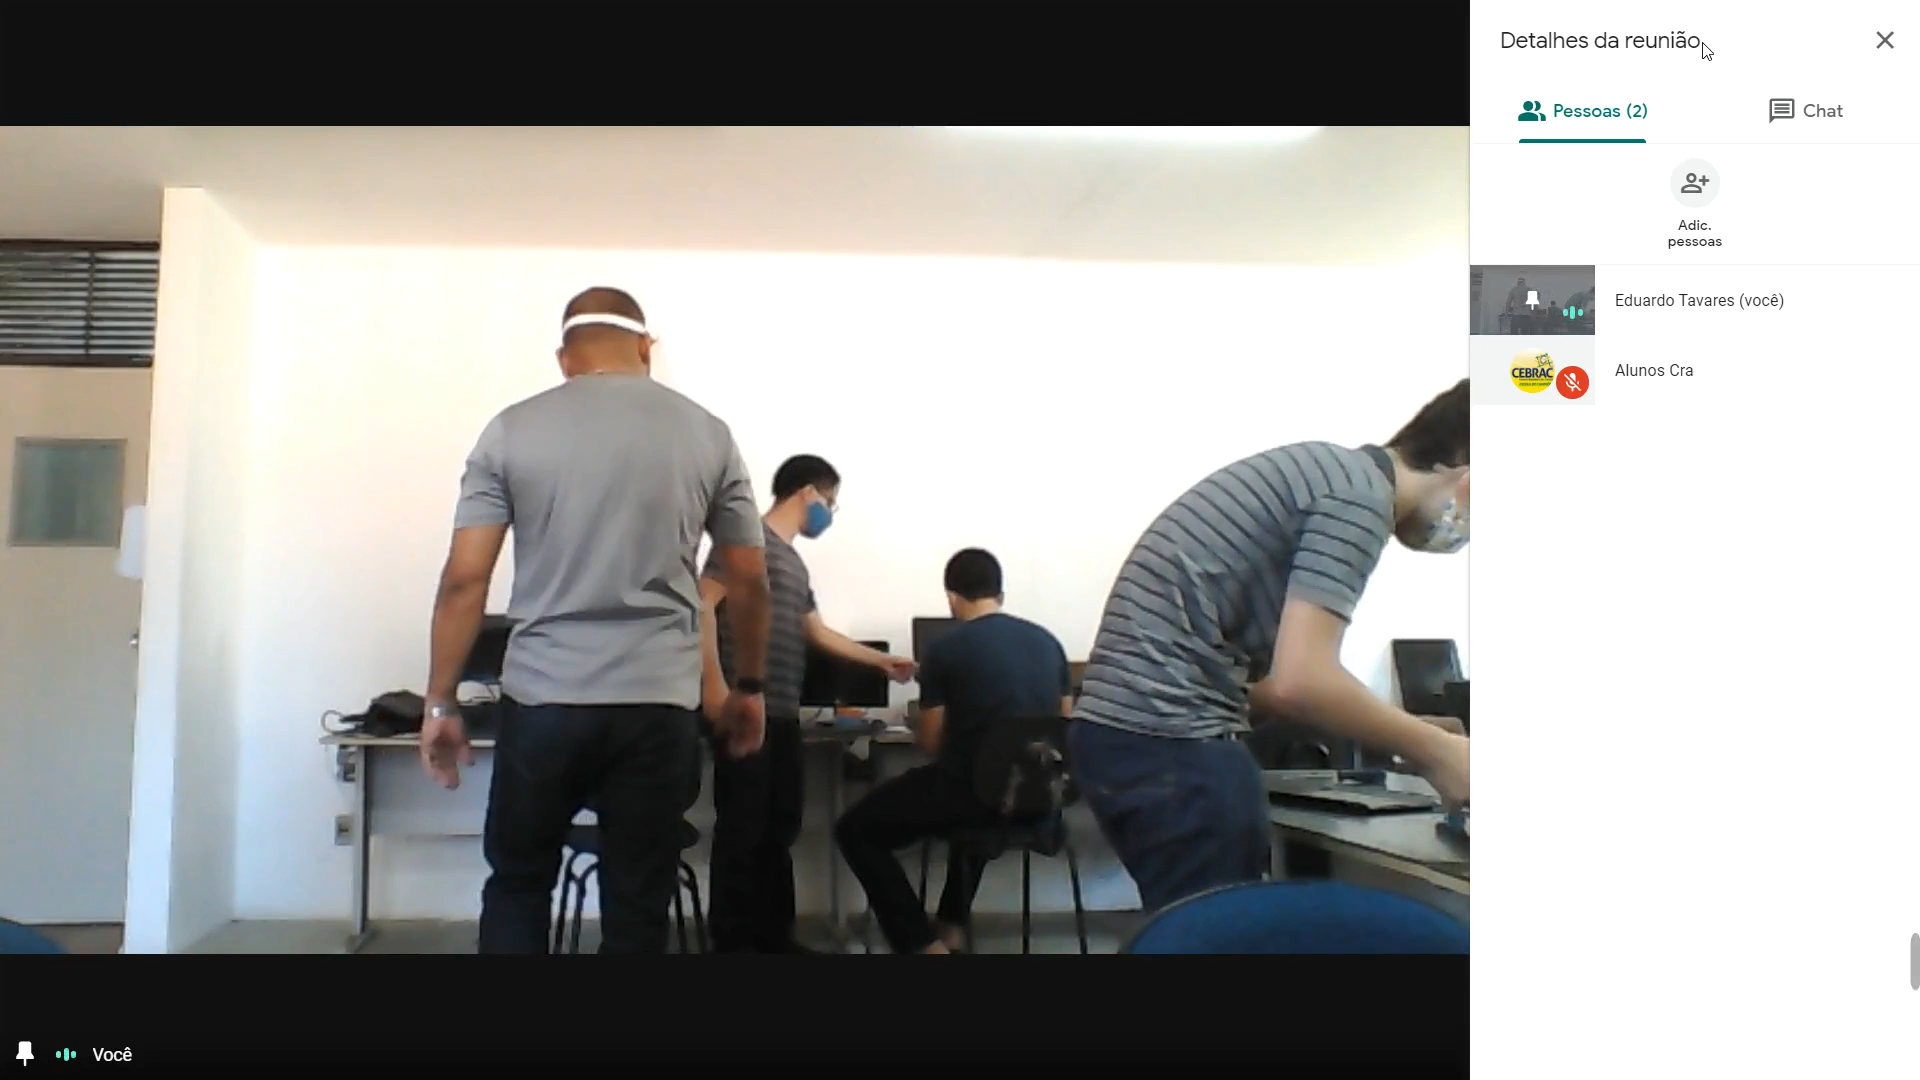 Detalhes da reunião
Pessoas (2)
Chat
Adic.
pessoas
Eduardo Tavares (você)
CEBRAC
Alunos Cra
Você